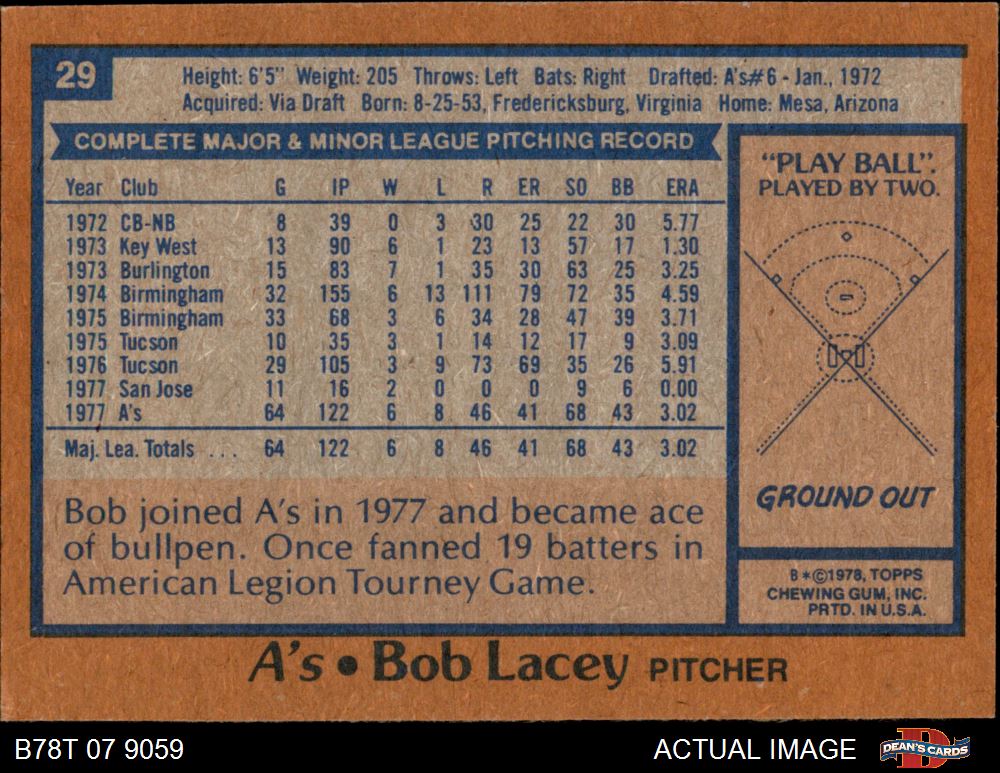 29
Height: 6'5" Weight: 205 Throws: Left Bats: Right Drafted: A's#6 - Jan., 1972
Acquired: Via Draft Born: 8-25-53, Fredericksburg, Virginia Home: Mesa, Arizona
COMPLETE MAJOR & MINOR LEAGUE PITCHING RECORD
Year Club G IP W L R ER SO BB ERA
1972 CB-NB 8 39 0 3 30 25 22 30 5.77
1973 Key West 13 90 6 1 23 13 57 17 1.30
1973 Burlington 15 83 7 1 35 30 63 25 3.25
1974 Birmingham 32 155 6 13 111 79 72 35 4.59
1975 Birmingham 33 68 3 6 34 28 47 39 3.71
1975 Tucson 10 35 3 1 14 12 17 9 3.09
1976 Tucson 29 105 3 9 73 69 35 26 5.91
1977 San Jose 11 16 2 0 0 0 9 6 0.00
1977 A's 64 122 6 8 46 41 68 43 3.02
Maj. Lea. Totals ... 64 122 6 8 46 41 68 43 3.02
Bob joined A's in 1977 and became ace
of bullpen. Once fanned 19 batters in
American Legion Tourney Game.
"PLAY BALL".
PLAYED BY TWO.
GROUND OUT
B*©1978, TOPPS
CHEWING GUM, INC.
PRTD. IN U.S.A.
A's • Bob Lacey PITCHER
B78T 07 9059
ACTUAL IMAGE
DEAN'S CARDS